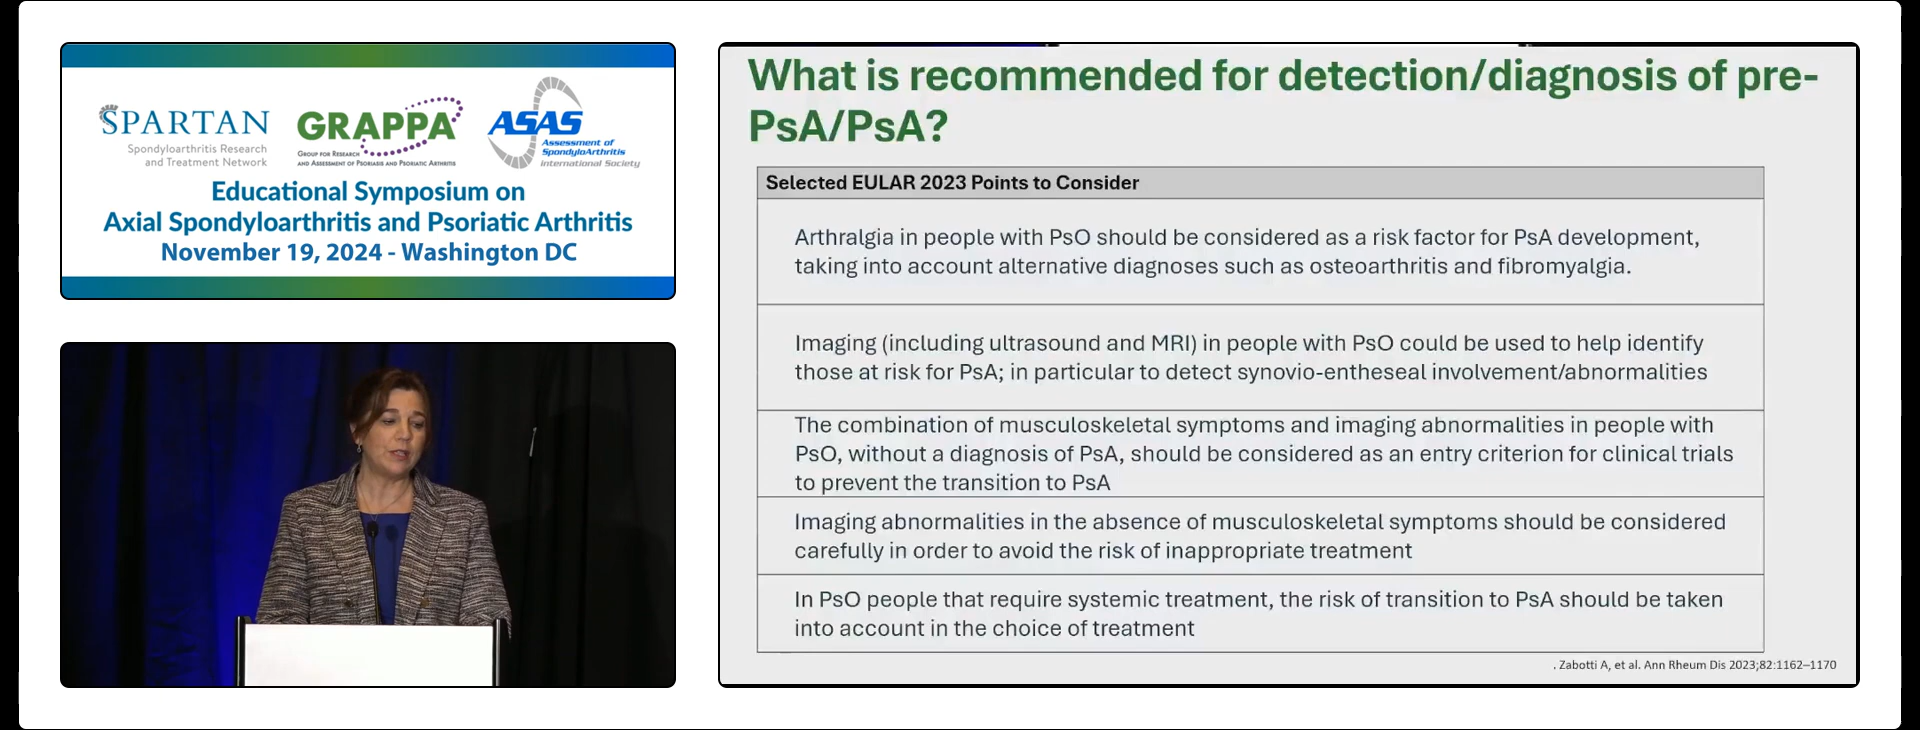 SPARTAN
Spondyloarthritis Research
and Treatment Network
GRAPPA
Group for Research
and Assessment of Psoriasis and Psoriatic Arthritis
ASAS
Assessment of
SpondyloArthritis
international Society
Educational Symposium on
Axial Spondyloarthritis and Psoriatic Arthritis
November 19, 2024 - Washington DC
What is recommended for detection/diagnosis of pre-
PsA/PsA?
Selected EULAR 2023 Points to Consider
Arthralgia in people with PsO should be considered as a risk factor for PsA development,
taking into account alternative diagnoses such as osteoarthritis and fibromyalgia.
Imaging (including ultrasound and MRI) in people with PsO could be used to help identify
those at risk for PsA; in particular to detect synovio-entheseal involvement/abnormalities
The combination of musculoskeletal symptoms and imaging abnormalities in people with
PsO, without a diagnosis of PsA, should be considered as an entry criterion for clinical trials
to prevent the transition to PsA
Imaging abnormalities in the absence of musculoskeletal symptoms should be considered
carefully in order to avoid the risk of inappropriate treatment
In PsO people that require systemic treatment, the risk of transition to PsA should be taken
into account in the choice of treatment
. Zabotti A, et al. Ann Rheum Dis 2023;82:1162–1170